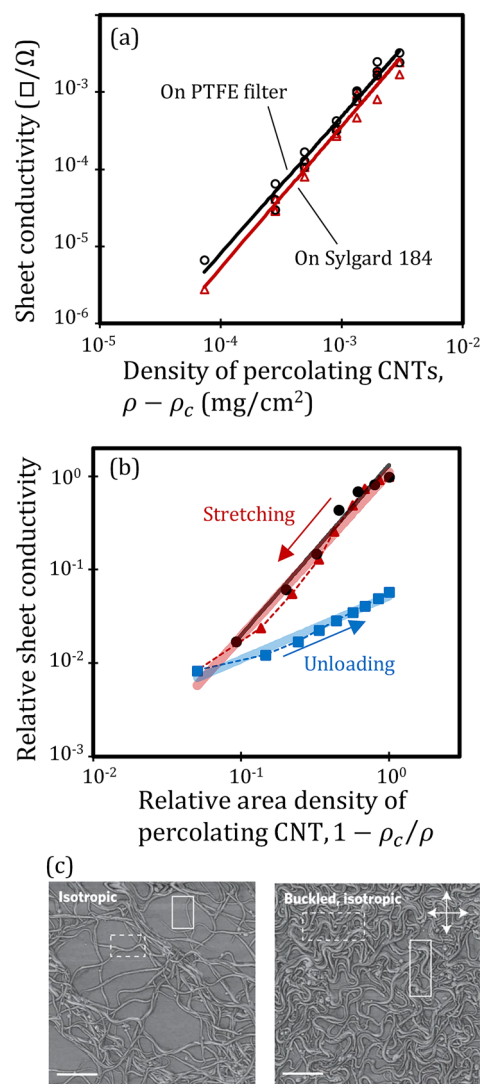 (a)
Sheet conductivity (□/Ω)
10⁻³
10⁻⁴
10⁻⁵
10⁻⁶
On PTFE filter
On Sylgard 184
10⁻⁵ 10⁻⁴ 10⁻³ 10⁻²
Density of percolating CNTs,
ρ − ρ𝑐 (mg/cm²)
(b)
Relative sheet conductivity
10⁰
10⁻¹
10⁻²
10⁻³
Stretching
Unloading
10⁻² 10⁻¹ 10⁰
Relative area density of
percolating CNT, 1 − ρ𝑐/ρ
(c)
Isotropic
Buckled, isotropic